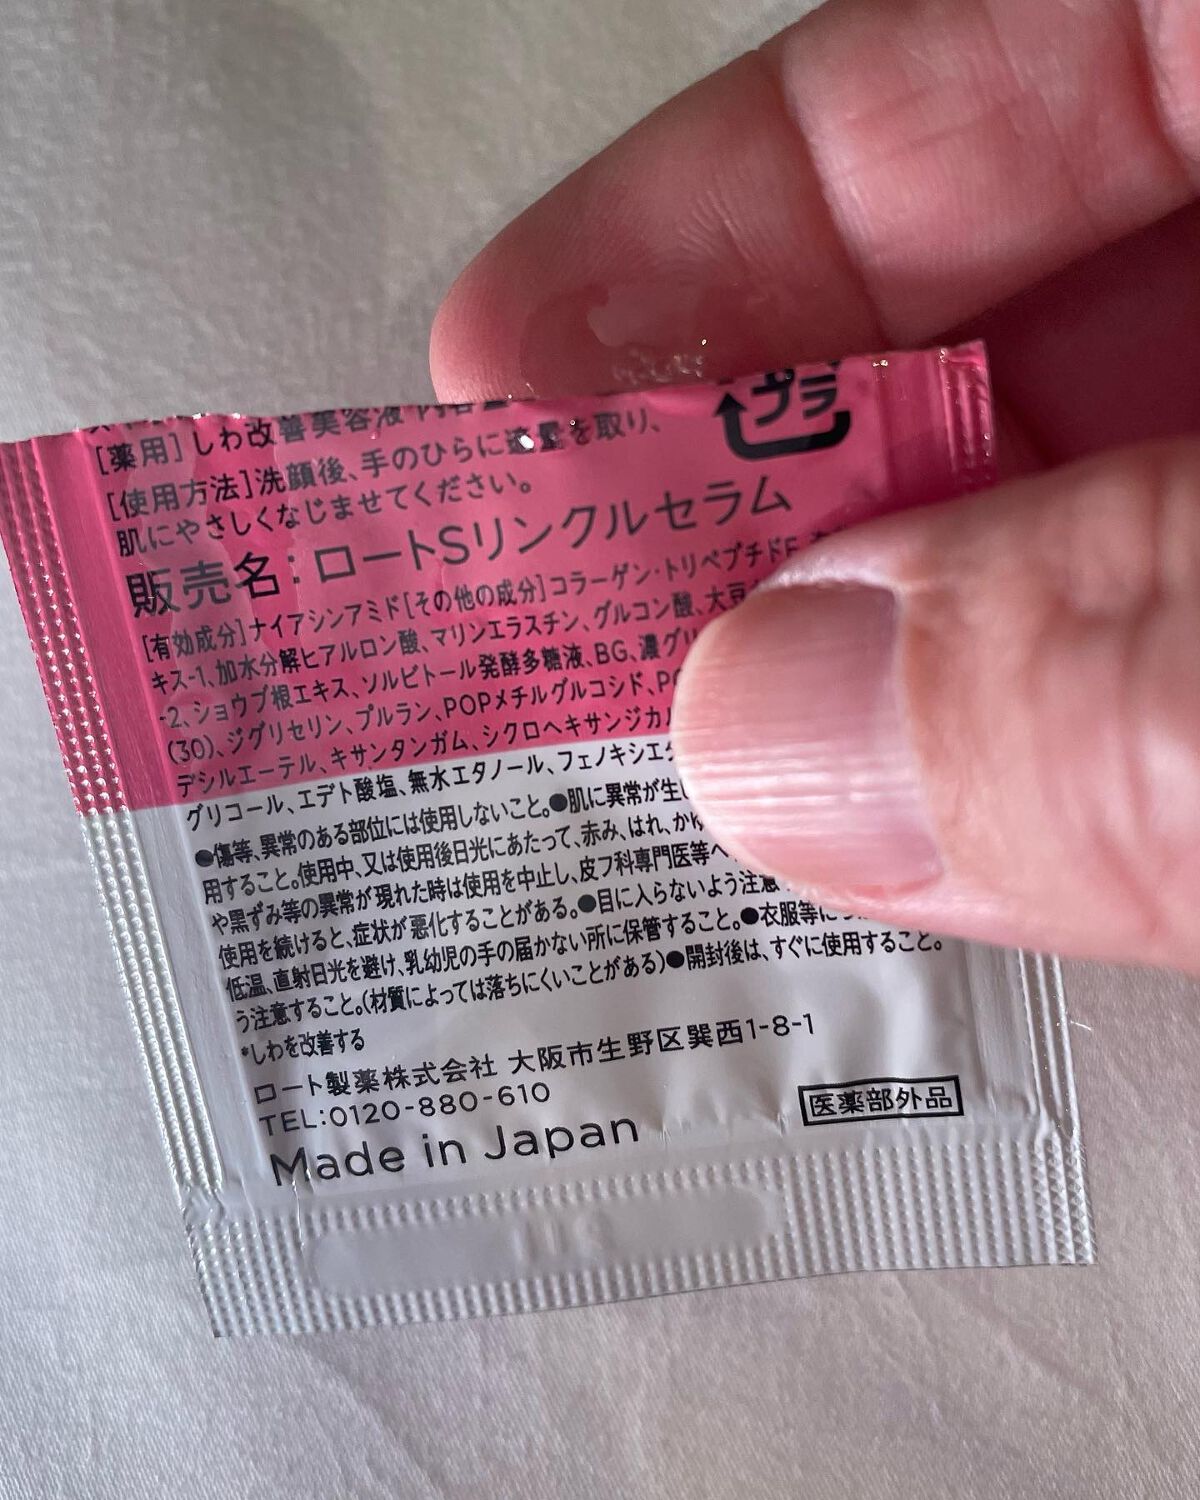 [薬用]しわ改善美容液 内容量
プラ
[使用方法]洗顔後、手のひらに適量を取り、
肌にやさしくなじませてください。
販売名:ロートSリンクルセラム
[有効成分]ナイアシンアミド[その他の成分]コラーゲン・トリペプチドF、
キス-1、加水分解ヒアルロン酸、マリンエラスチン、グルコン酸、大豆
-2、ショウブ根エキス、ソルビトール発酵多糖液、BG、濃グリ
(30)、ジグリセリン、プルラン、POPメチルグルコシド、
デシルエーテル、キサンタンガム、シクロヘキサンジカル
グリコール、エデト酸塩、無水エタノール、フェノキシエタ
●傷等、異常のある部位には使用しないこと。●肌に異常が生
用すること。使用中、又は使用後日光にあたって、赤み、はれ、かゆ
や黒ずみ等の異常が現れた時は使用を中止し、皮フ科専門医等へ
使用を続けると、症状が悪化することがある。●目に入らないよう注意
低温、直射日光を避け、乳幼児の手の届かない所に保管すること。●衣服等に
う注意すること。(材質によっては落ちにくいことがある)●開封後は、すぐに使用すること。
*しわを改善する
ロート製薬株式会社 大阪市生野区巽西1-8-1
TEL:0120-880-610
医薬部外品
Made in Japan